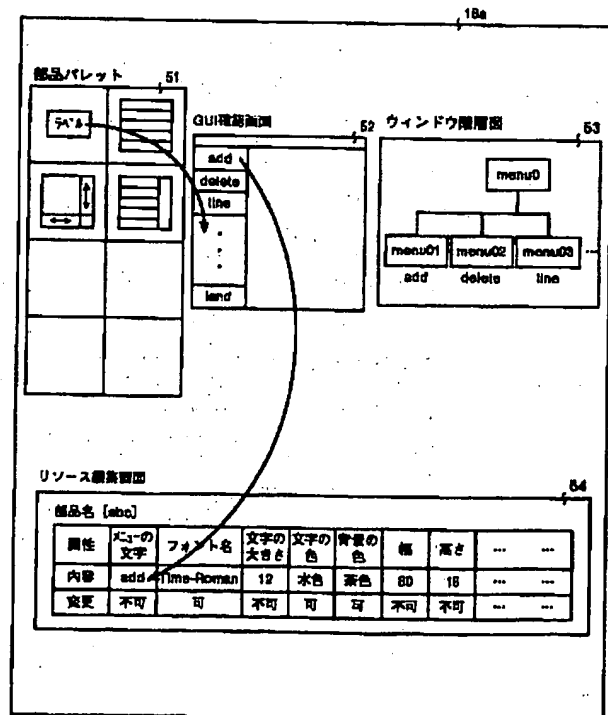 18a
部品パレット
51
ラベル
GUI確認画面
52
add
delete
line
land
ウィンドウ階層図
53
menu0
menu01 menu02 menu03 ...
add delete line
リソース編集画面
54
部品名 [abc]
属性 メニューの文字 フォント名 文字の大きさ 文字の色 背景の色 幅 高さ ... ...
内容 add Time-Roman 12 水色 茶色 80 16 ... ...
変更 不可 可 不可 可 可 不可 不可 ... ...